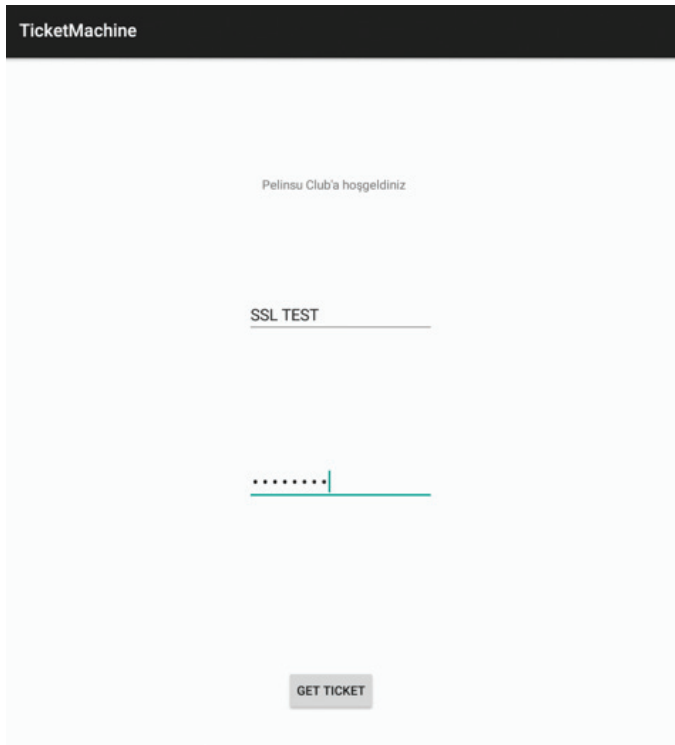 TicketMachine
Pelinsu Club'a hoşgeldiniz
SSL TEST
••••••••
GET TICKET